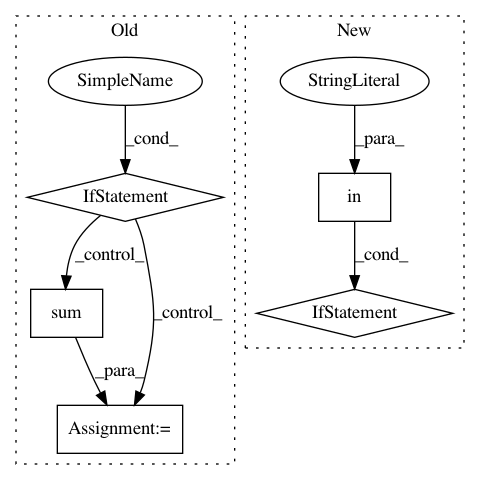 Old
New
SimpleName
StringLiteral
_cond_
_para_
IfStatement
in
_control_
_control_
_cond_
sum
IfStatement
_para_
Assignment:=